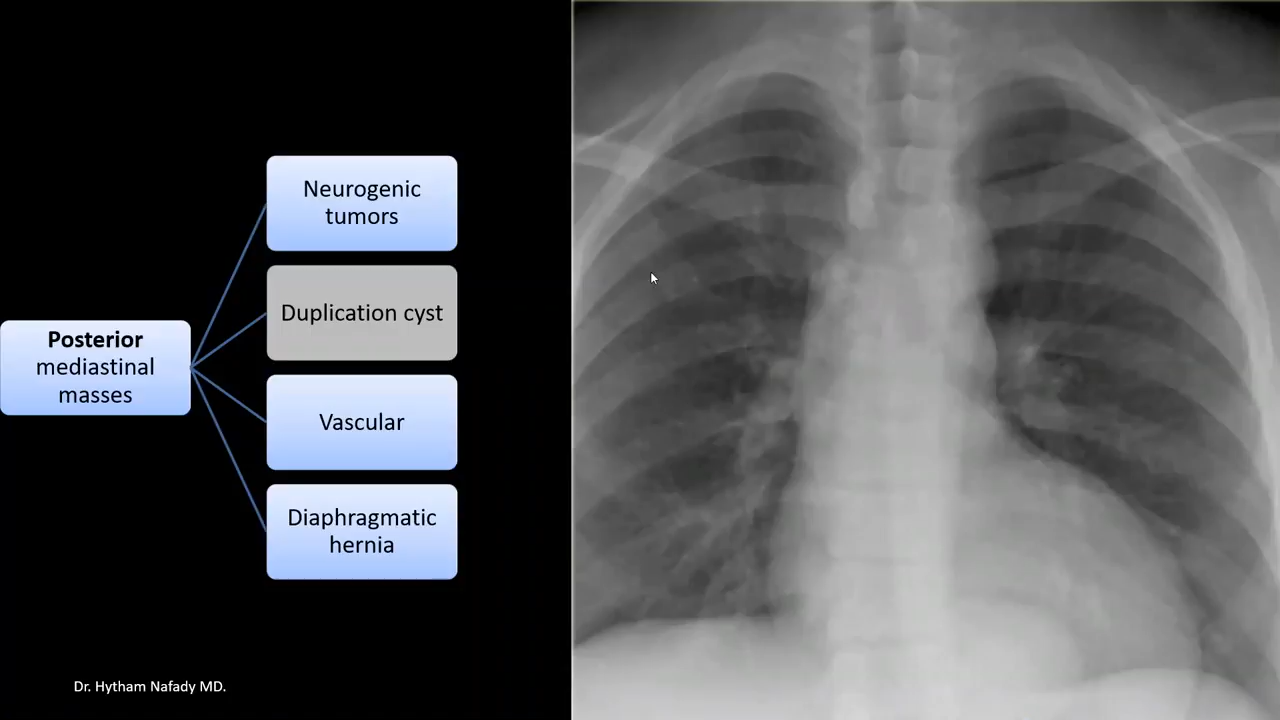 Posterior
mediastinal
masses
Neurogenic
tumors
Duplication cyst
Vascular
Diaphragmatic
hernia
Dr. Hytham Nafady MD.